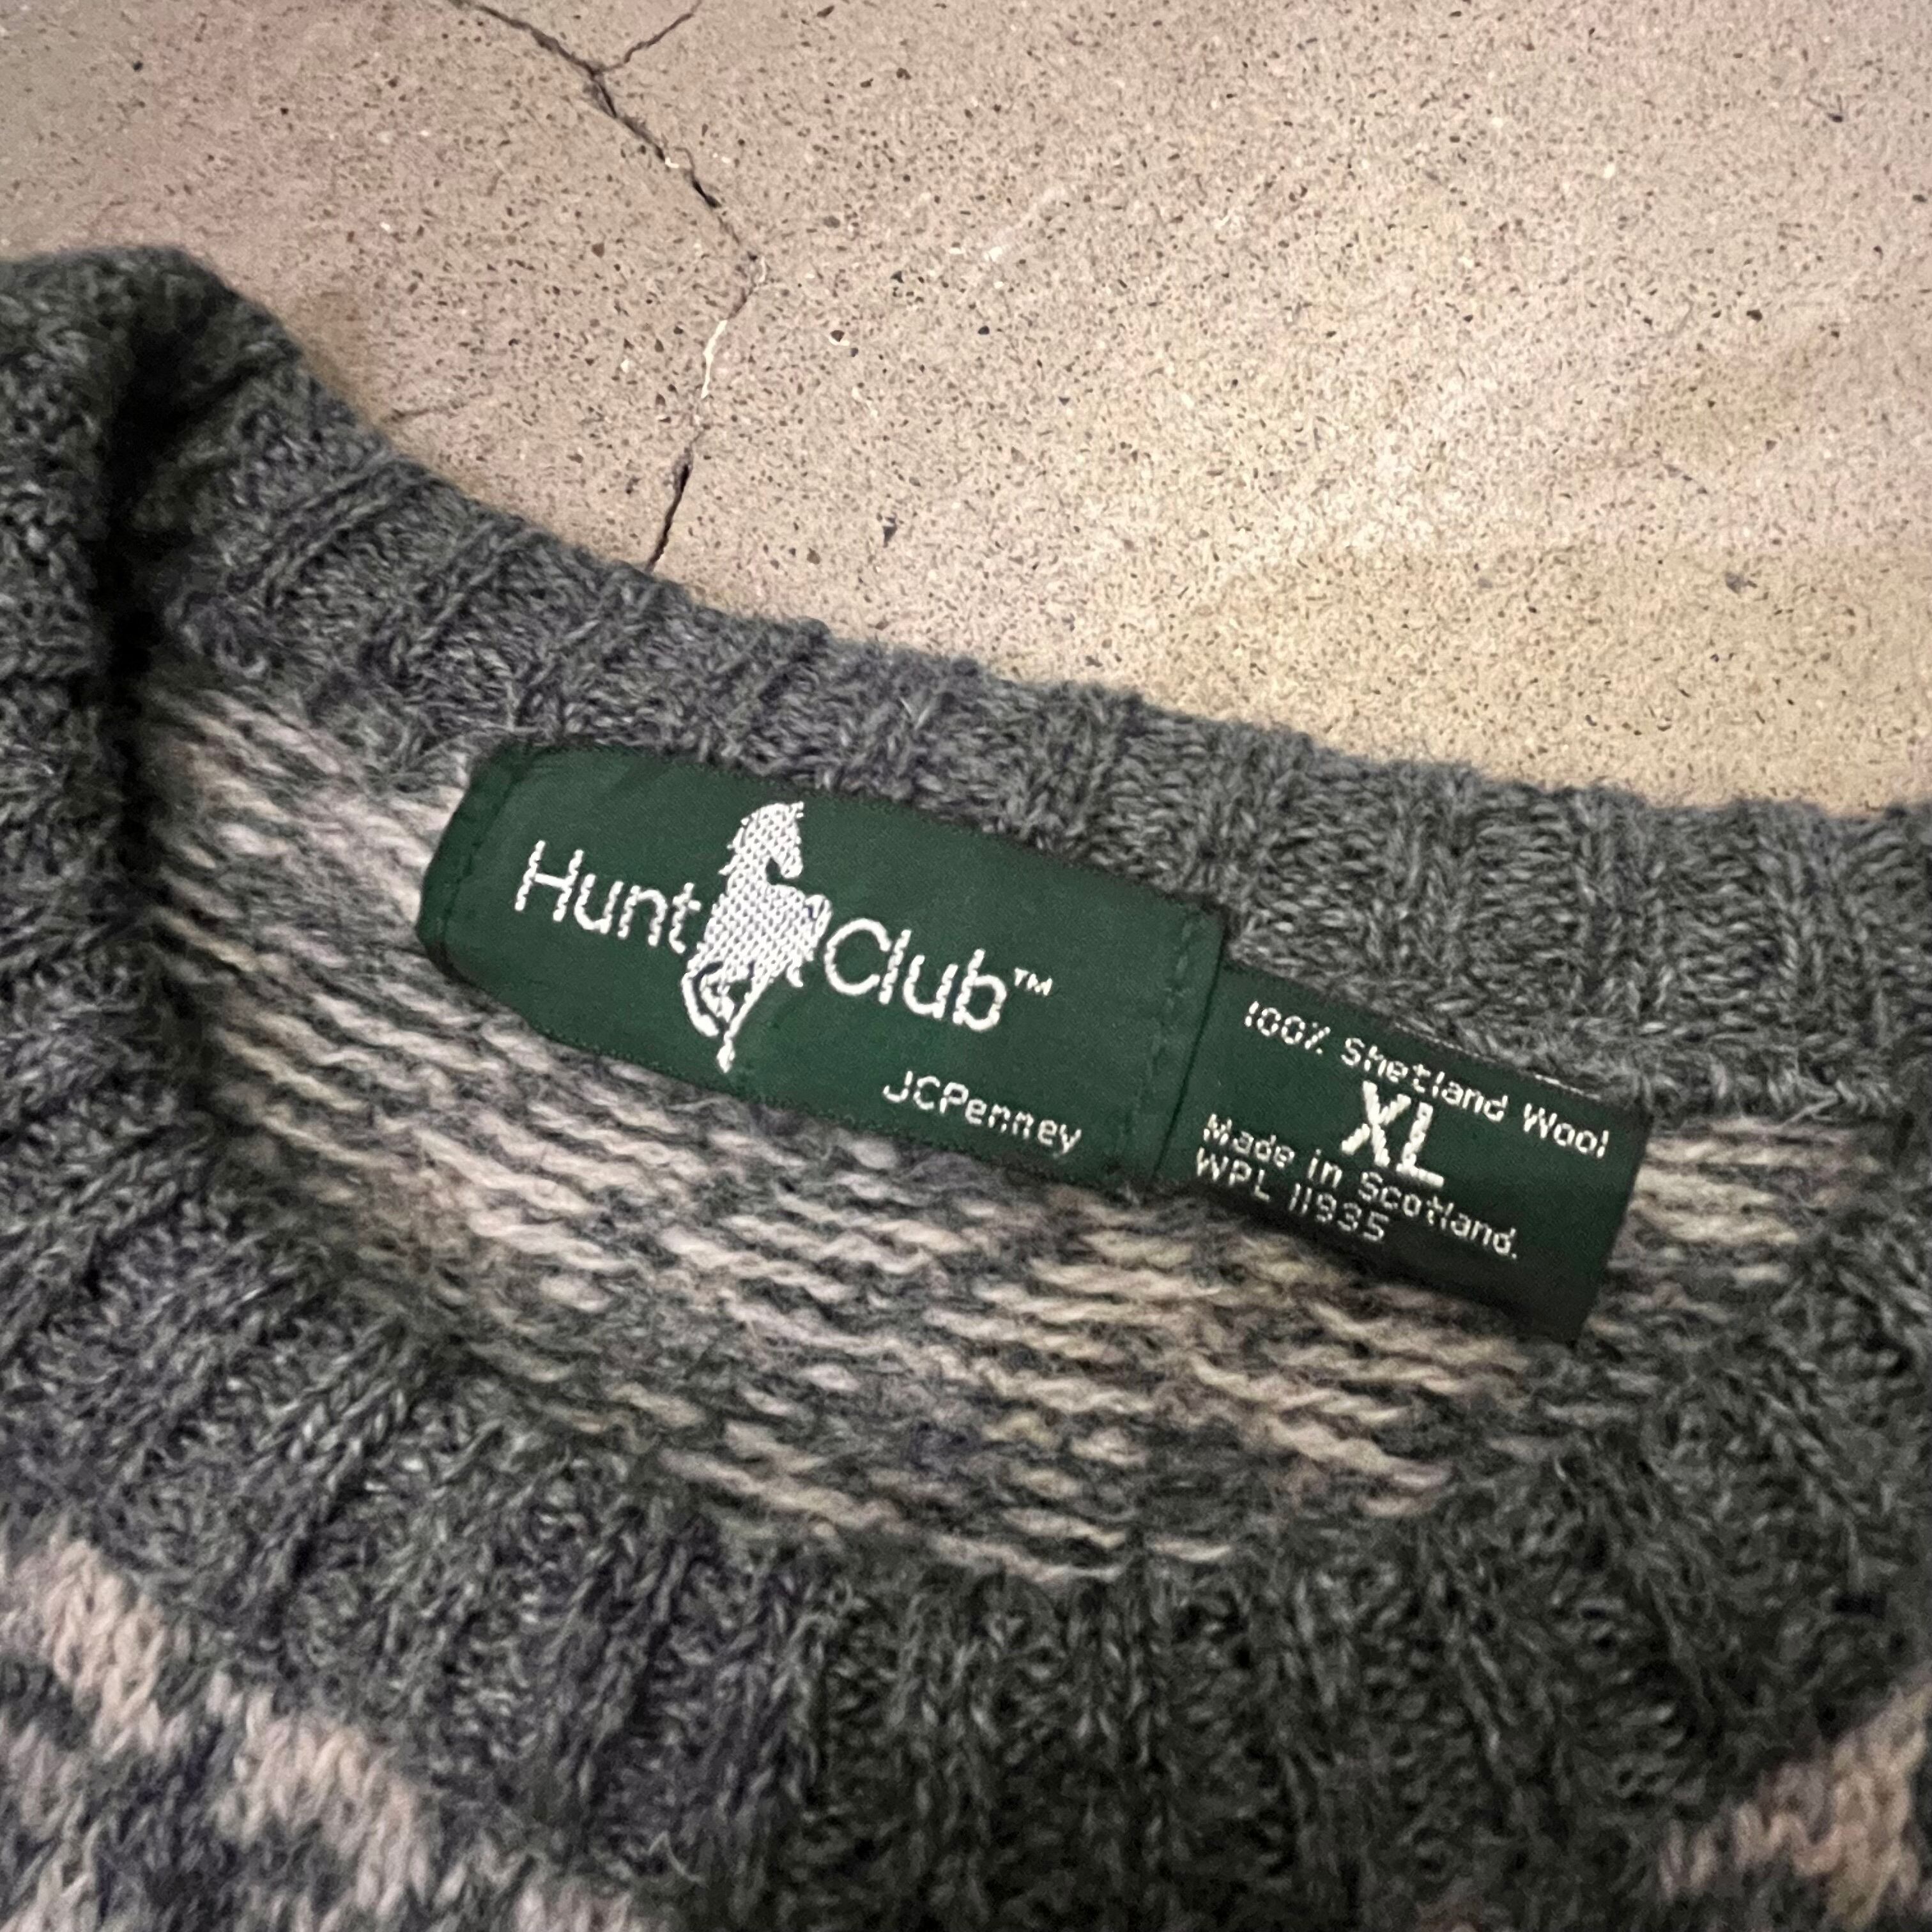 Hunt Club™
JCPenney
100% Shetland Wool
XL
Made in Scotland.
WPL 11935